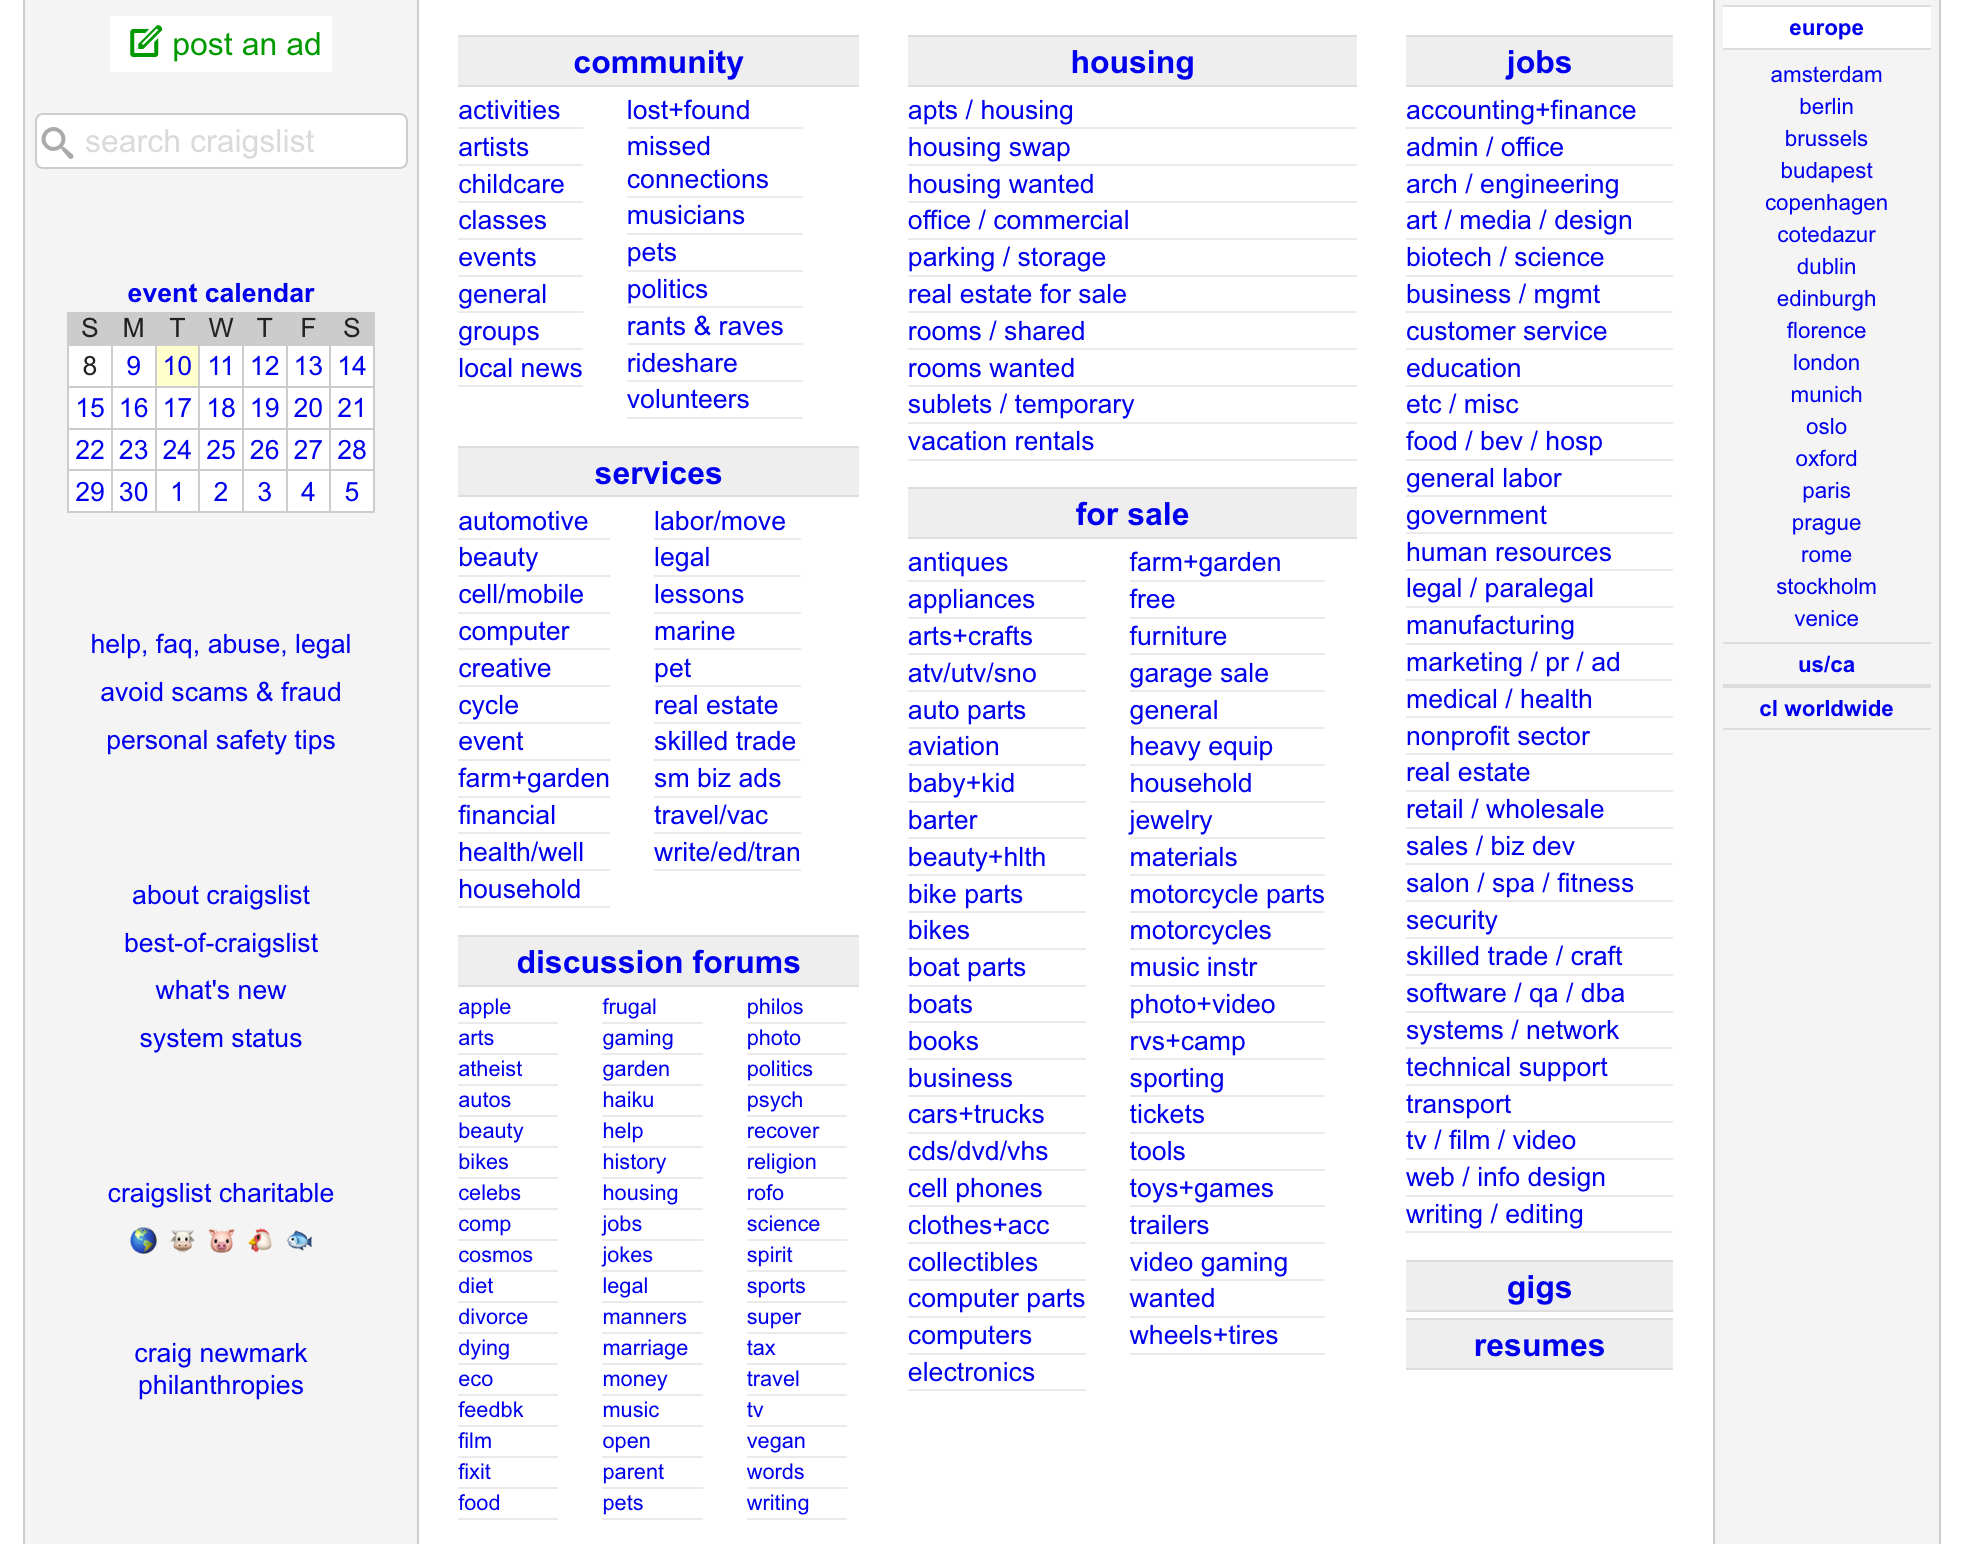 post an ad
search craigslist
event calendar
S M T W T F S
8 9 10 11 12 13 14
15 16 17 18 19 20 21
22 23 24 25 26 27 28
29 30 1 2 3 4 5
help, faq, abuse, legal
avoid scams & fraud
personal safety tips
about craigslist
best-of-craigslist
what's new
system status
craigslist charitable
craig newmark
philanthropies
community
activities
artists
childcare
classes
events
general
groups
local news
lost+found
missed
connections
musicians
pets
politics
rants & raves
rideshare
volunteers
services
automotive
beauty
cell/mobile
computer
creative
cycle
event
farm+garden
financial
health/well
household
labor/move
legal
lessons
marine
pet
real estate
skilled trade
sm biz ads
travel/vac
write/ed/tran
discussion forums
apple
arts
atheist
autos
beauty
bikes
celebs
comp
cosmos
diet
divorce
dying
eco
feedbk
film
fixit
food
frugal
gaming
garden
haiku
help
history
housing
jobs
jokes
legal
manners
marriage
money
music
open
parent
pets
philos
photo
politics
psych
recover
religion
rofo
science
spirit
sports
super
tax
travel
tv
vegan
words
writing
housing
apts / housing
housing swap
housing wanted
office / commercial
parking / storage
real estate for sale
rooms / shared
rooms wanted
sublets / temporary
vacation rentals
for sale
antiques
appliances
arts+crafts
atv/utv/sno
auto parts
aviation
baby+kid
barter
beauty+hlth
bike parts
bikes
boat parts
boats
books
business
cars+trucks
cds/dvd/vhs
cell phones
clothes+acc
collectibles
computer parts
computers
electronics
farm+garden
free
furniture
garage sale
general
heavy equip
household
jewelry
materials
motorcycle parts
motorcycles
music instr
photo+video
rvs+camp
sporting
tickets
tools
toys+games
trailers
video gaming
wanted
wheels+tires
jobs
accounting+finance
admin / office
arch / engineering
art / media / design
biotech / science
business / mgmt
customer service
education
etc / misc
food / bev / hosp
general labor
government
human resources
legal / paralegal
manufacturing
marketing / pr / ad
medical / health
nonprofit sector
real estate
retail / wholesale
sales / biz dev
salon / spa / fitness
security
skilled trade / craft
software / qa / dba
systems / network
technical support
transport
tv / film / video
web / info design
writing / editing
gigs
resumes
europe
amsterdam
berlin
brussels
budapest
copenhagen
cotedazur
dublin
edinburgh
florence
london
munich
oslo
oxford
paris
prague
rome
stockholm
venice
us/ca
cl worldwide